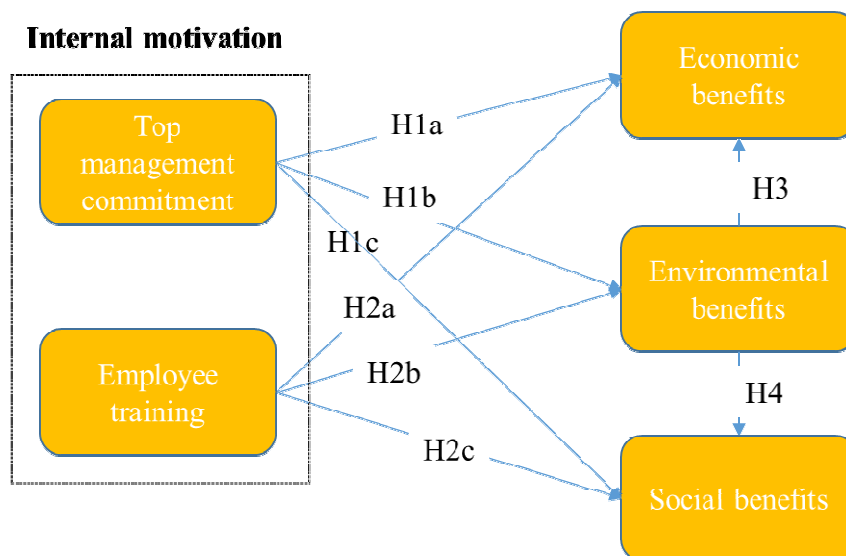 Internal motivation
Top
management
commitment
Employee
training
H1a
H1b
H1c
H2a
H2b
H2c
Economic
benefits
H3
Environmental
benefits
H4
Social benefits